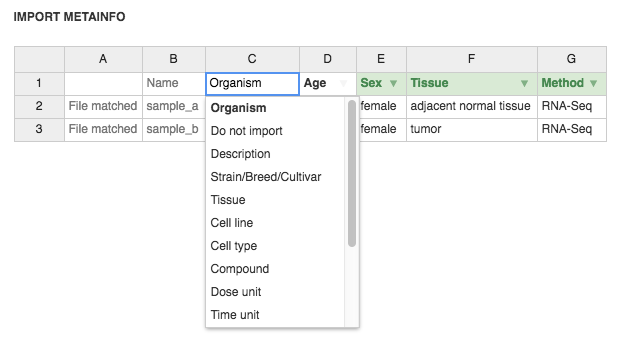 IMPORT METAINFO
A B C D E F G
1 Name Organism Age Sex Tissue Method
2 File matched sample_a female adjacent normal tissue RNA-Seq
3 File matched sample_b female tumor RNA-Seq
Organism
Do not import
Description
Strain/Breed/Cultivar
Tissue
Cell line
Cell type
Compound
Dose unit
Time unit